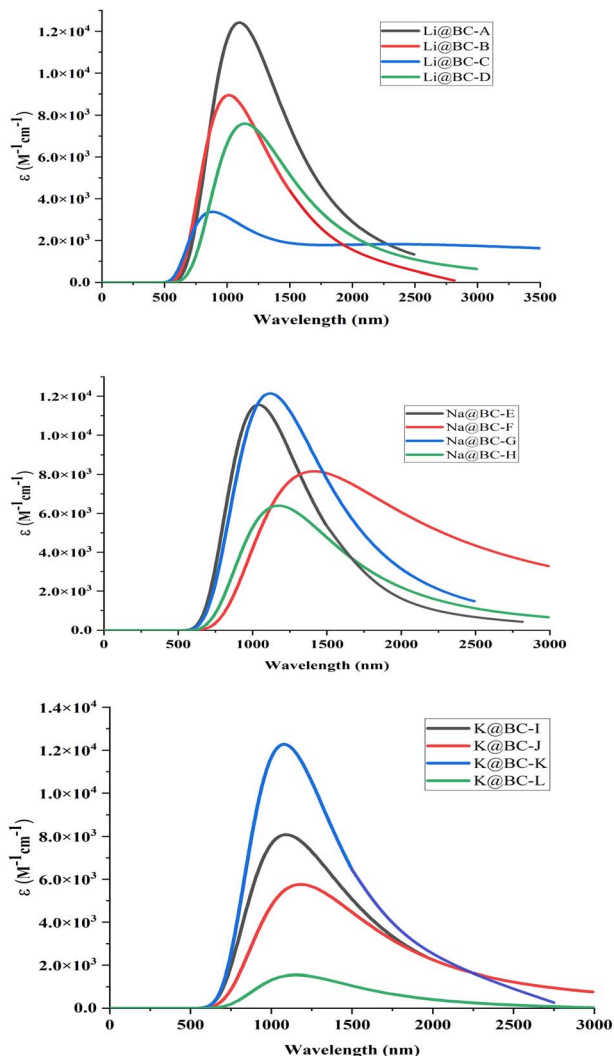 1.2×10⁴
1.0×10⁴
8.0×10³
6.0×10³
4.0×10³
2.0×10³
0.0
ε (M⁻¹cm⁻¹)
Li@BC-A
Li@BC-B
Li@BC-C
Li@BC-D
0 500 1000 1500 2000 2500 3000 3500
Wavelength (nm)
1.2×10⁴
1.0×10⁴
8.0×10³
6.0×10³
4.0×10³
2.0×10³
0.0
ε (M⁻¹cm⁻¹)
Na@BC-E
Na@BC-F
Na@BC-G
Na@BC-H
0 500 1000 1500 2000 2500 3000
Wavelength (nm)
1.4×10⁴
1.2×10⁴
1.0×10⁴
8.0×10³
6.0×10³
4.0×10³
2.0×10³
0.0
ε (M⁻¹cm⁻¹)
K@BC-I
K@BC-J
K@BC-K
K@BC-L
0 500 1000 1500 2000 2500 3000
Wavelength (nm)